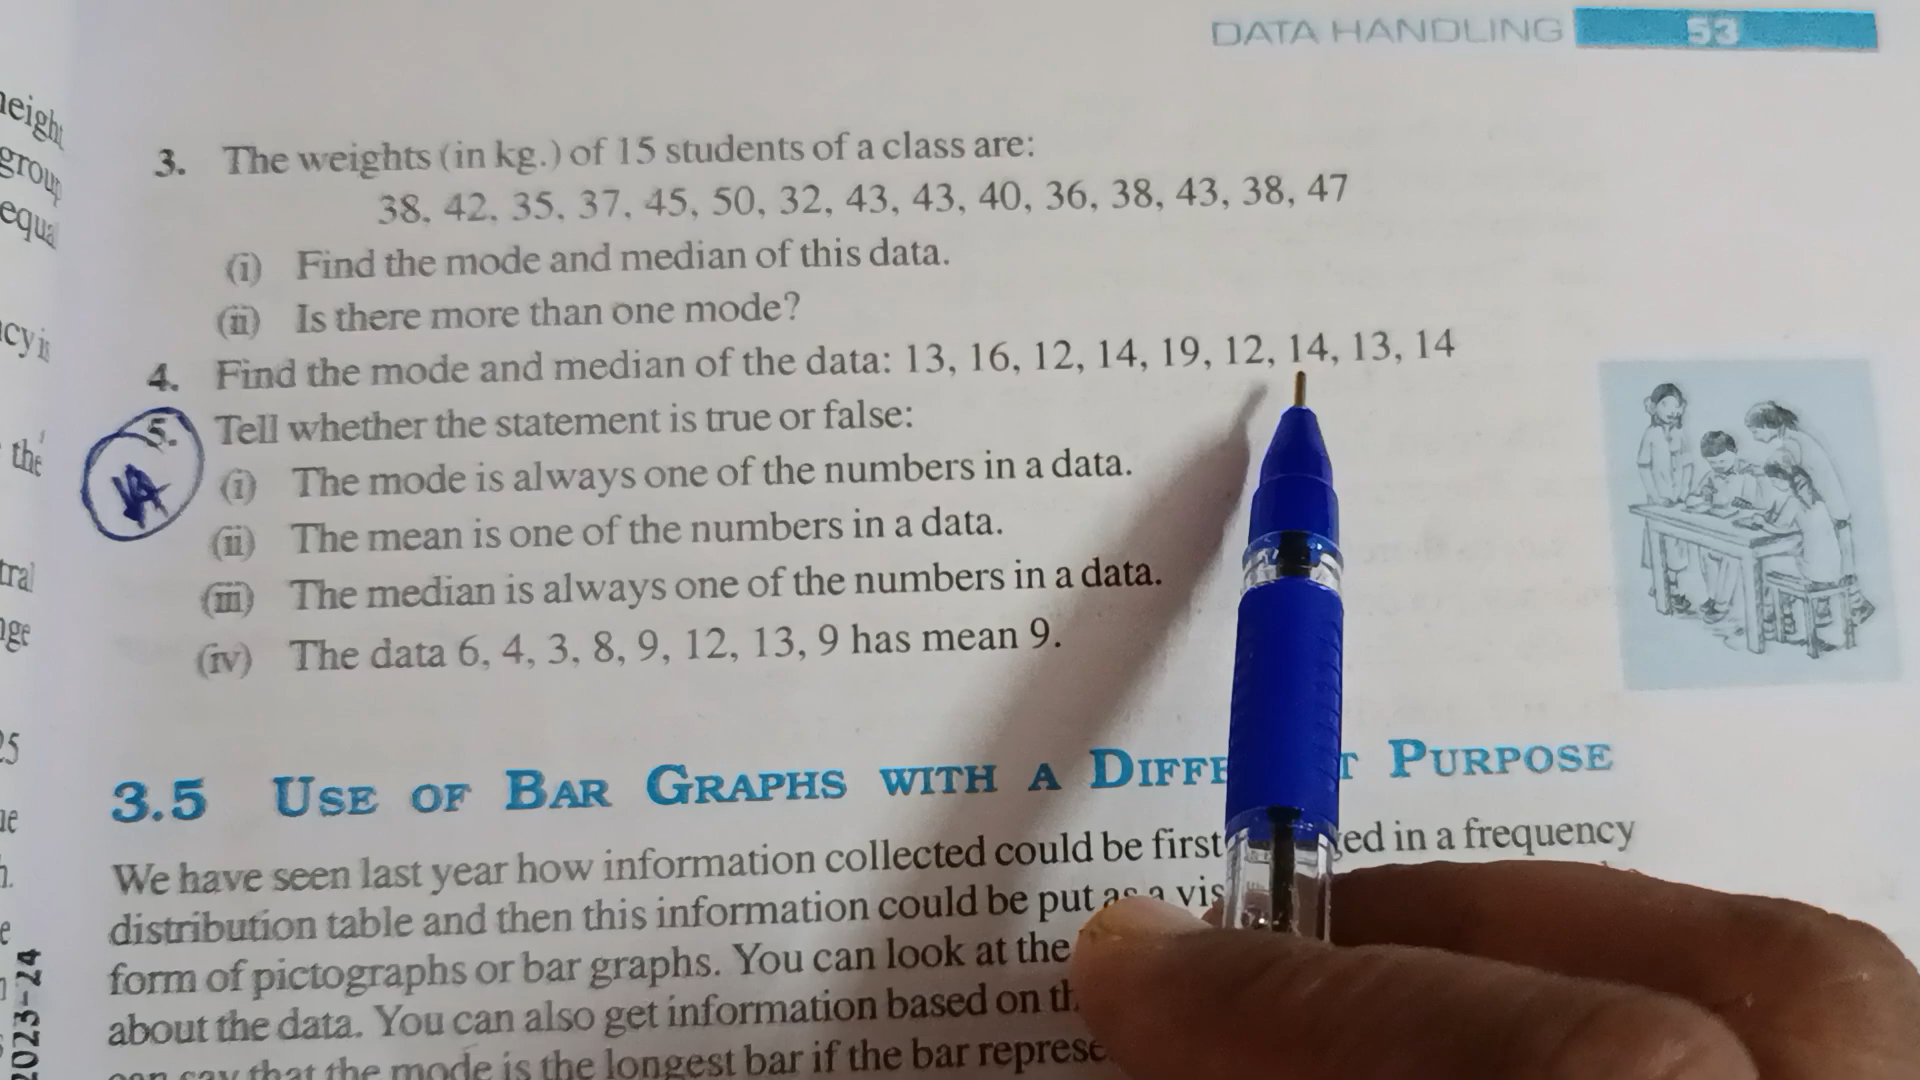 DATA HANDLING 53
3. The weights (in kg.) of 15 students of a class are:
38, 42, 35, 37, 45, 50, 32, 43, 43, 40, 36, 38, 43, 38, 47
(i) Find the mode and median of this data.
(ii) Is there more than one mode?
4. Find the mode and median of the data: 13, 16, 12, 14, 19, 12, 14, 13, 14
5. Tell whether the statement is true or false:
(i) The mode is always one of the numbers in a data.
(ii) The mean is one of the numbers in a data.
(iii) The median is always one of the numbers in a data.
(iv) The data 6, 4, 3, 8, 9, 12, 13, 9 has mean 9.
3.5 USE OF BAR GRAPHS WITH A PURPOSE
We have seen last year how information collected could be first in a frequency
distribution table and then this information could be put as a
form of pictographs or bar graphs. You can look at the
about the data. You can also get information based on
say that the mode is the longest bar if the bar
the
2023-24